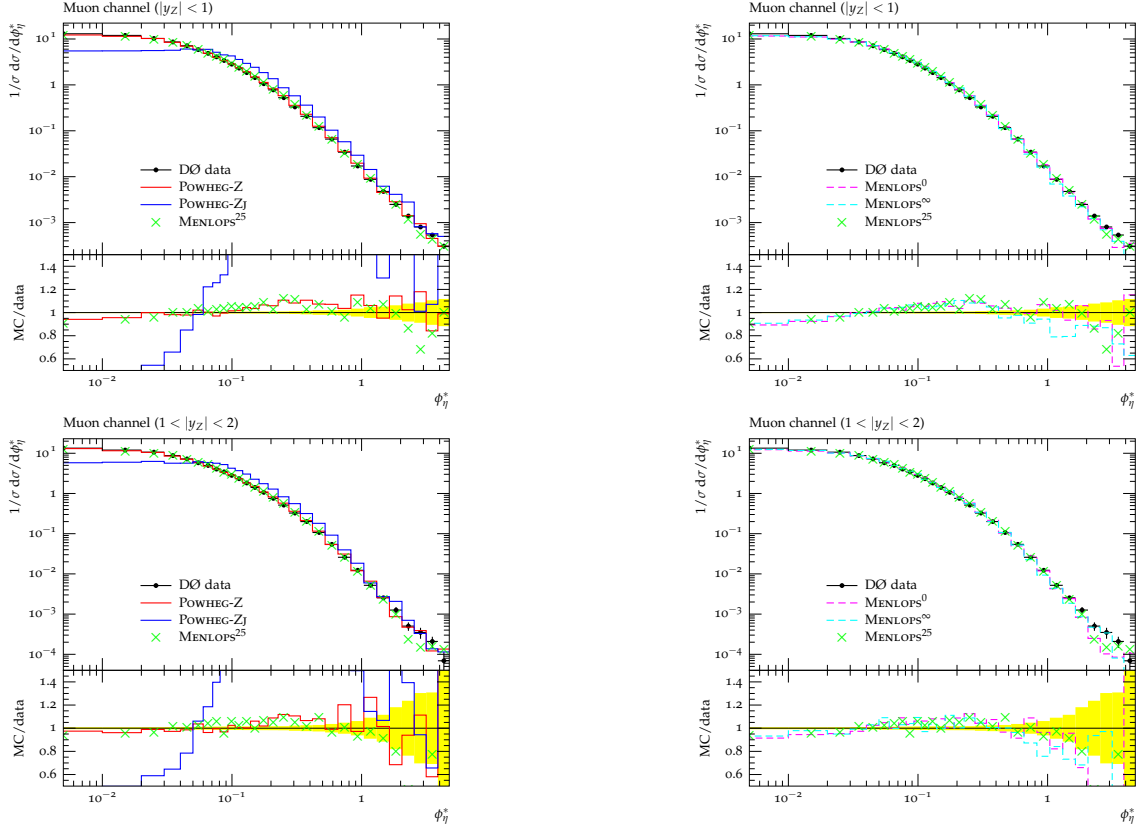 Muon channel (|y_Z| < 1)
1/σ dσ/dϕ*_η
10^1
1
10^−1
10^−2
10^−3
DØ data
POWHEG-Z
POWHEG-ZJ
MENLOPS^25
MC/data
1.4
1.2
1
0.8
0.6
10^−2
10^−1
1
ϕ*_η
Muon channel (|y_Z| < 1)
1/σ dσ/dϕ*_η
10^1
1
10^−1
10^−2
10^−3
DØ data
MENLOPS^0
MENLOPS^∞
MENLOPS^25
MC/data
1.4
1.2
1
0.8
0.6
10^−2
10^−1
1
ϕ*_η
Muon channel (1 < |y_Z| < 2)
1/σ dσ/dϕ*_η
10^1
1
10^−1
10^−2
10^−3
10^−4
DØ data
POWHEG-Z
POWHEG-ZJ
MENLOPS^25
MC/data
1.4
1.2
1
0.8
0.6
10^−2
10^−1
1
ϕ*_η
Muon channel (1 < |y_Z| < 2)
1/σ dσ/dϕ*_η
10^1
1
10^−1
10^−2
10^−3
10^−4
DØ data
MENLOPS^0
MENLOPS^∞
MENLOPS^25
MC/data
1.4
1.2
1
0.8
0.6
10^−2
10^−1
1
ϕ*_η